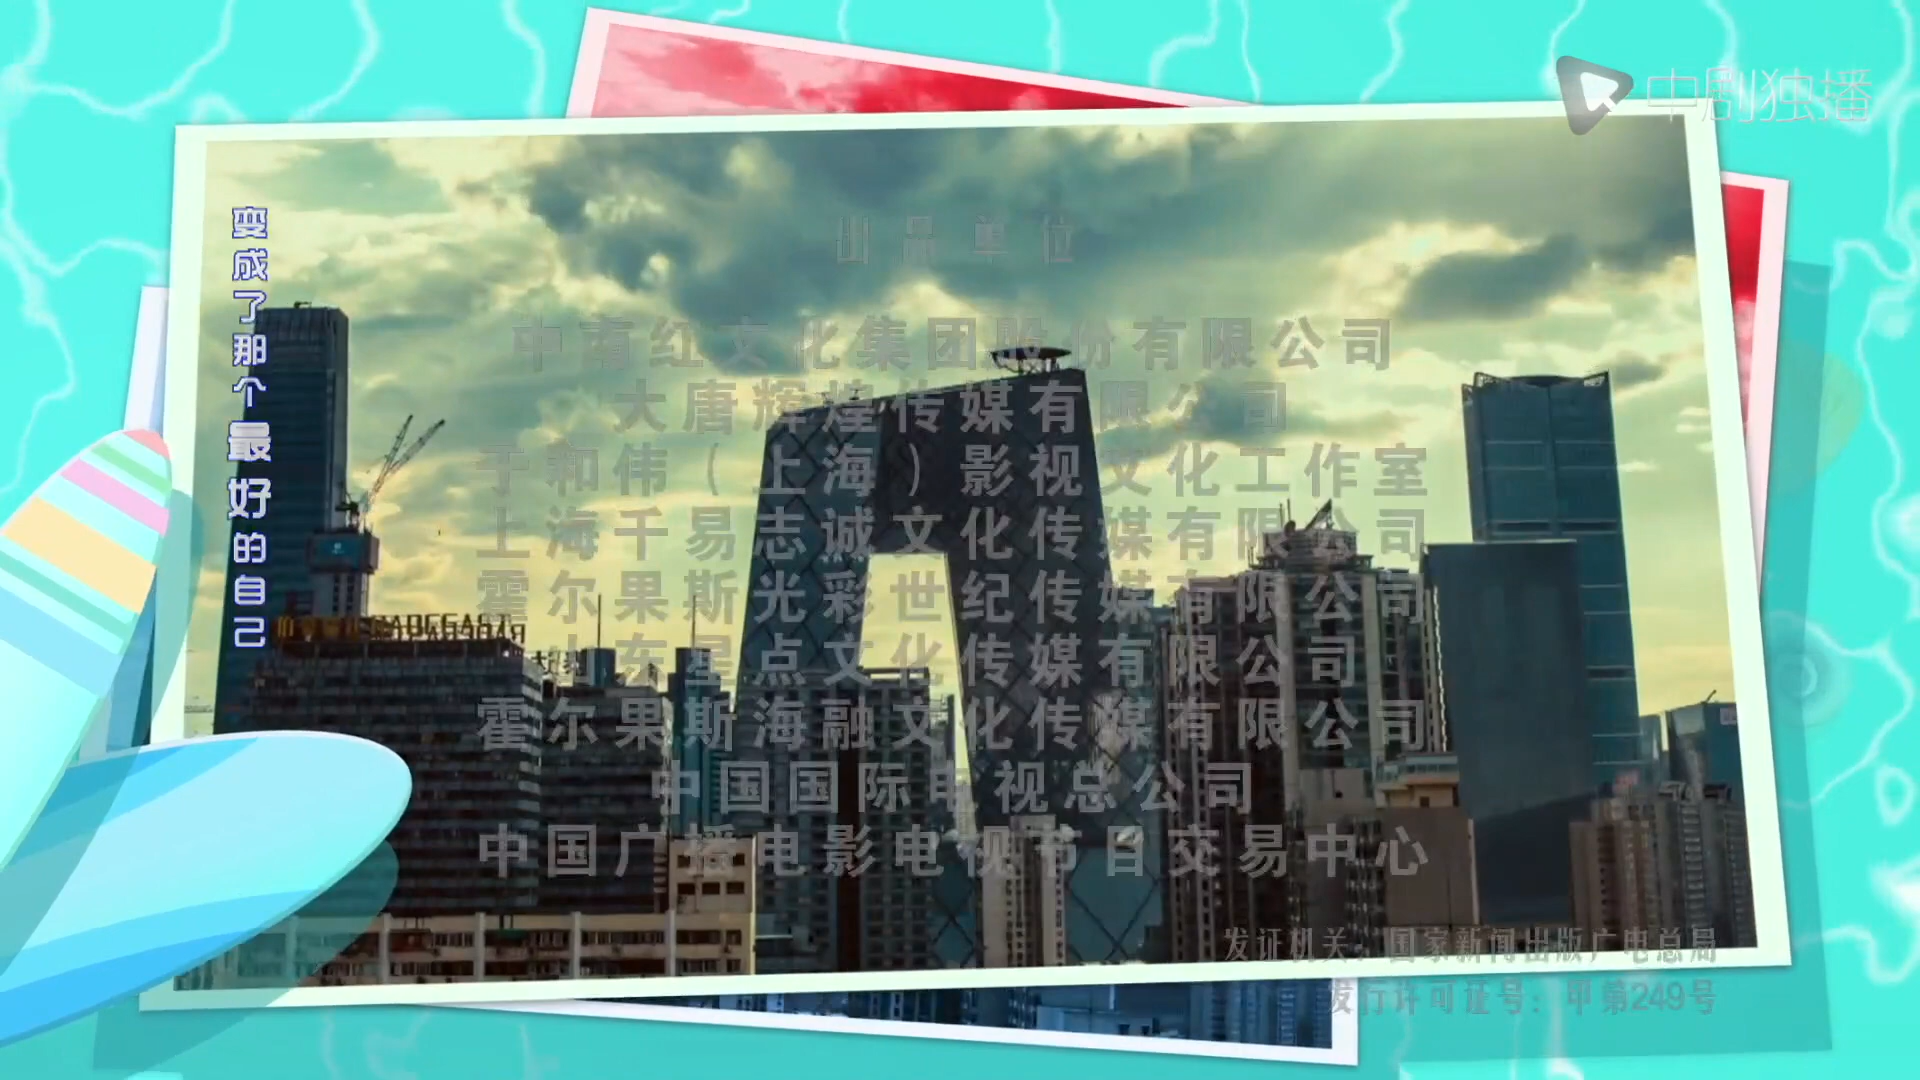 中剧独播
变成了那个最好的自己
出品单位
中南红文化集团股份有限公司
大唐辉煌传媒有限公司
于和伟（上海）影视文化工作室
上海千易志诚文化传媒有限公司
霍尔果斯光彩世纪传媒有限公司
山东星点文化传媒有限公司
霍尔果斯海融文化传媒有限公司
中国国际电视总公司
中国广播电影电视节目交易中心
发证机关：国家新闻出版广电总局
发行许可证号：甲第249号